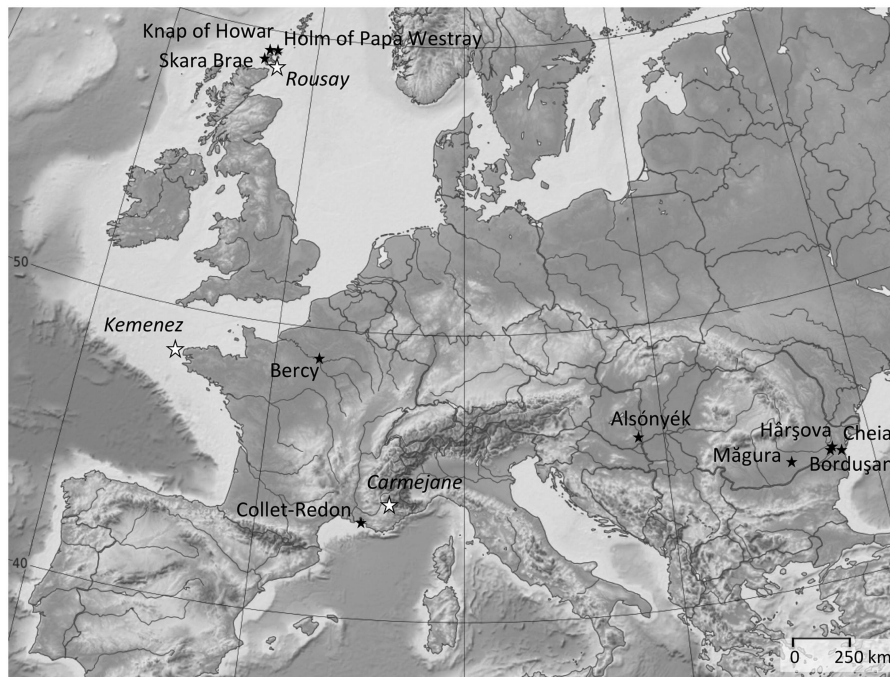 Knap of Howar
Holm of Papa Westray
Skara Brae
Rousay
50
Kemenez
Bercy
Alsónyék
Hârşova
Cheia
Măgura
Borduşan
Carmejane
Collet-Redon
40
0 250 km